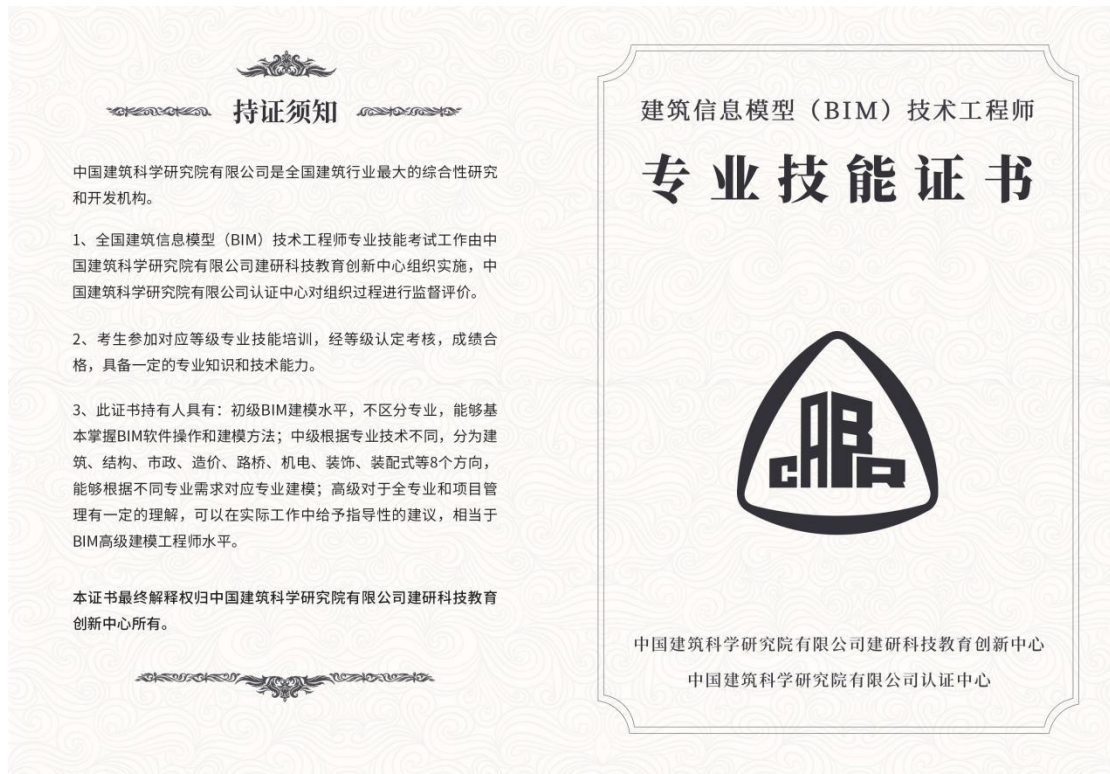 持证须知
中国建筑科学研究院有限公司是全国建筑行业最大的综合性研究
和开发机构。
1、全国建筑信息模型（BIM）技术工程师专业技能考试工作由中
国建筑科学研究院有限公司建研科技教育创新中心组织实施，中
国建筑科学研究院有限公司认证中心对组织过程进行监督评价。
2、考生参加对应等级专业技能培训，经等级认定考核，成绩合
格，具备一定的专业知识和技术能力。
3、此证书持有人具有：初级BIM建模水平，不区分专业，能够基
本掌握BIM软件操作和建模方法；中级根据专业技术不同，分为建
筑、结构、市政、造价、路桥、机电、装饰、装配式等8个方向，
能够根据不同专业需求对应专业建模；高级对于全专业和项目管
理有一定的理解，可以在实际工作中给予指导性的建议，相当于
BIM高级建模工程师水平。
本证书最终解释权归中国建筑科学研究院有限公司建研科技教育
创新中心所有。
建筑信息模型（BIM）技术工程师
专业技能证书
CABR
中国建筑科学研究院有限公司建研科技教育创新中心
中国建筑科学研究院有限公司认证中心